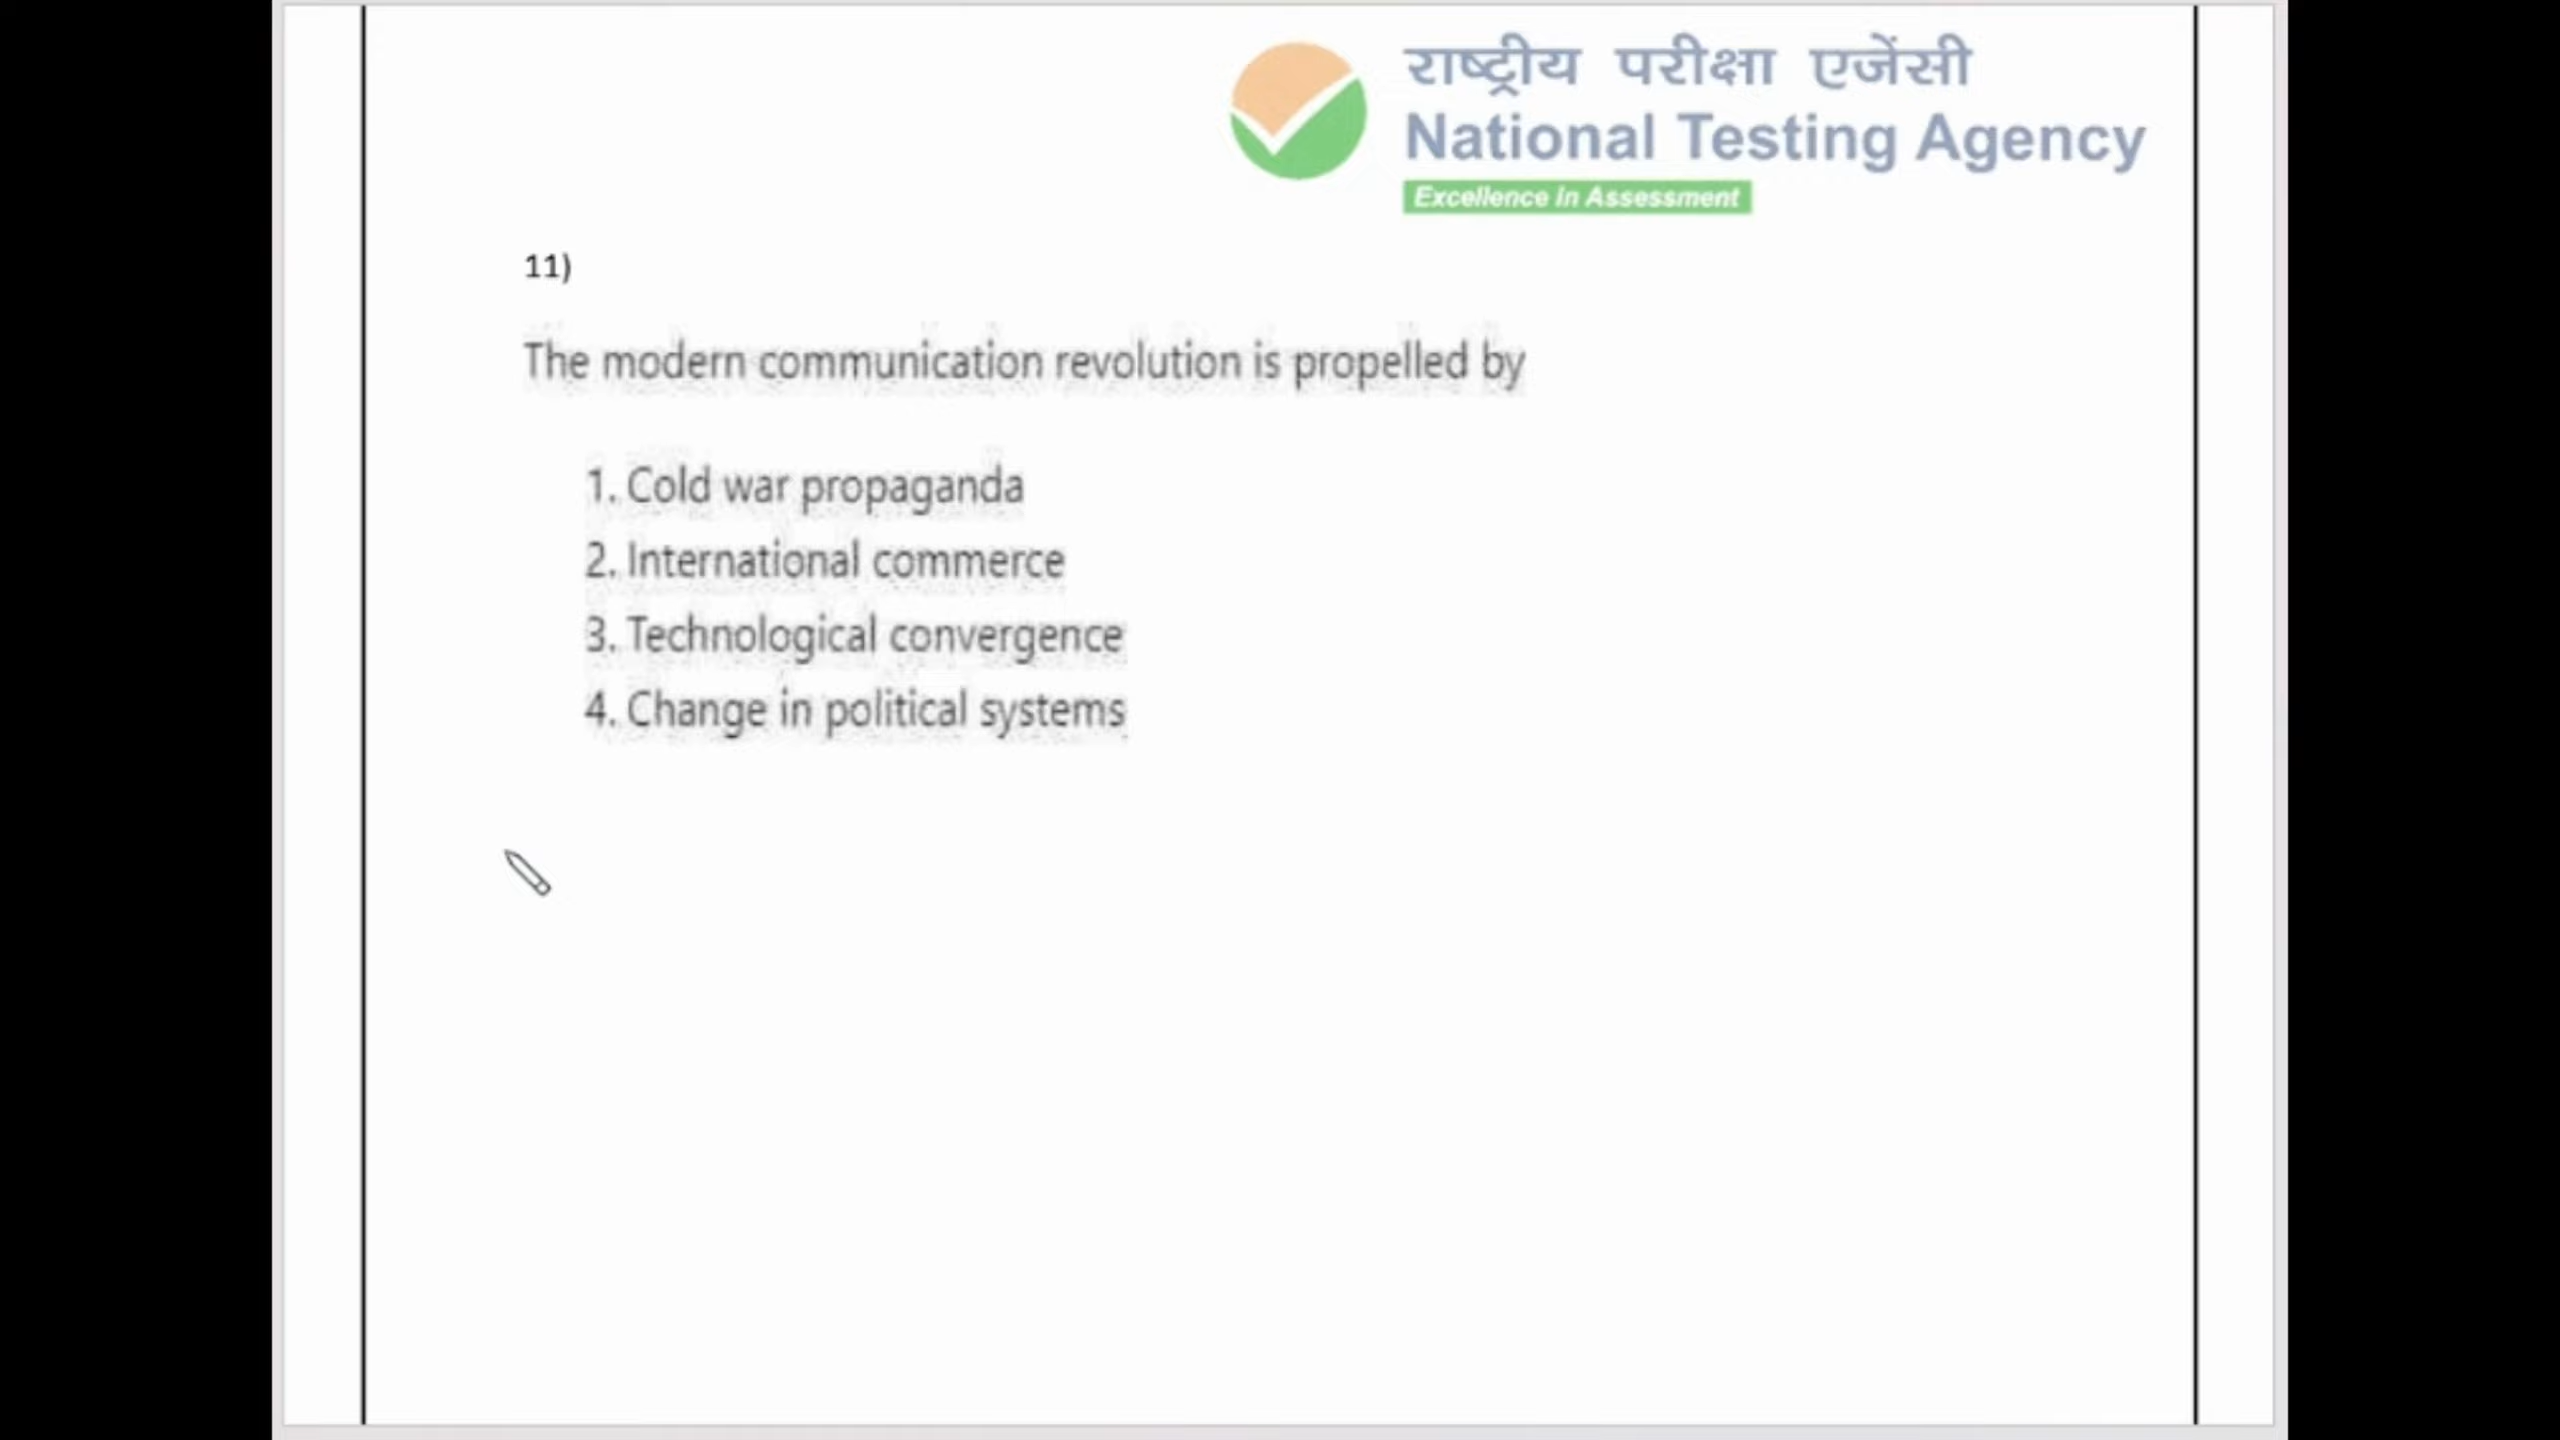 राष्ट्रीय परीक्षा एजेंसी
National Testing Agency
Excellence in Assessment
11)
The modern communication revolution is propelled by
1. Cold war propaganda
2. International commerce
3. Technological convergence
4. Change in political systems